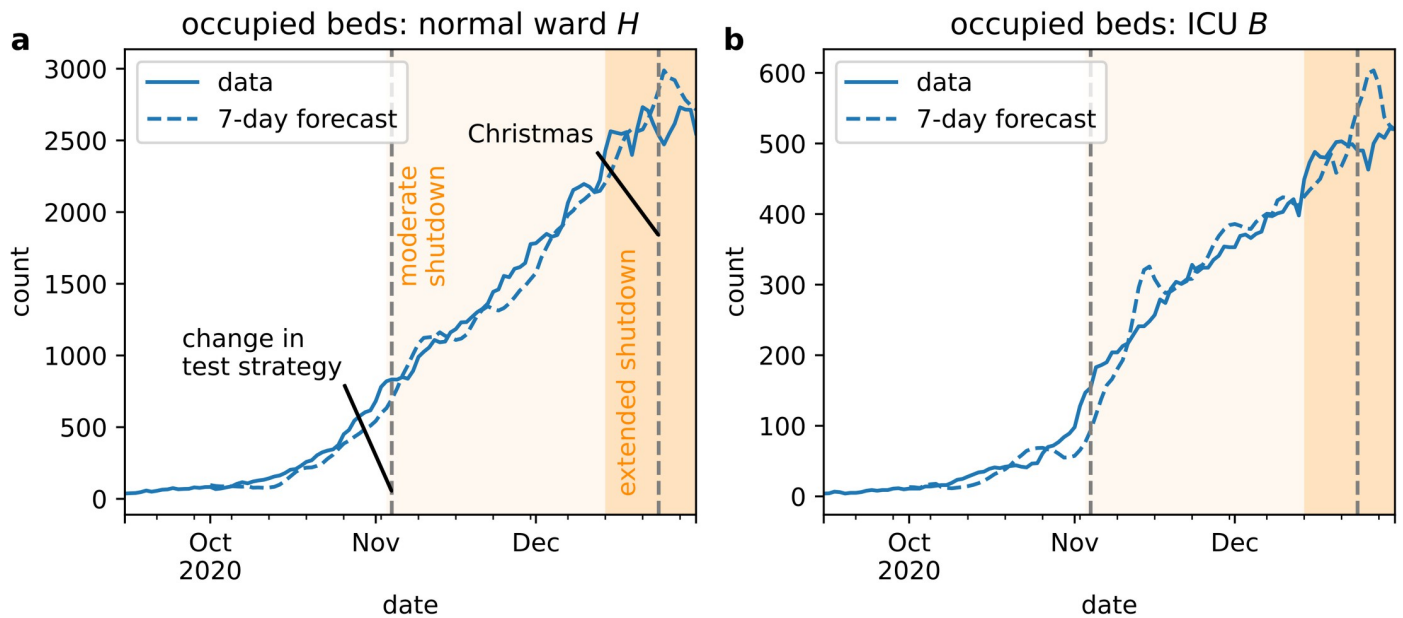 a
occupied beds: normal ward H
data
7-day forecast
Christmas
moderate
shutdown
extended shutdown
change in
test strategy
3000
2500
2000
1500
1000
500
0
count
Oct
2020
Nov
Dec
date
b
occupied beds: ICU B
data
7-day forecast
600
500
400
300
200
100
0
count
Oct
2020
Nov
Dec
date